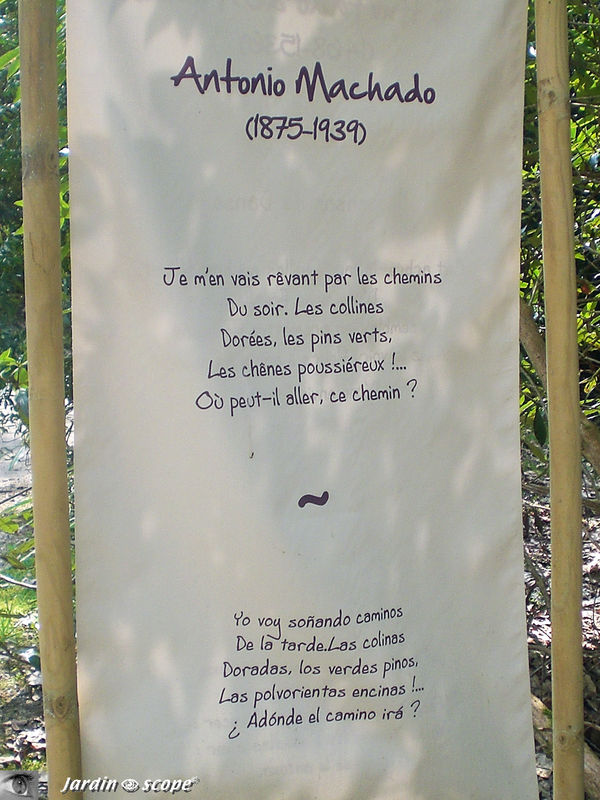 Antonio Machado
(1875-1939)
Je m'en vais rêvant par les chemins
Du soir. Les collines
Dorées, les pins verts,
Les chênes poussiéreux !...
Où peut-il aller, ce chemin ?
~
Yo voy soñando caminos
De la tarde.Las colinas
Doradas, los verdes pinos,
Las polvorientas encinas !...
¿ Adónde el camino irá ?
Jardin scope